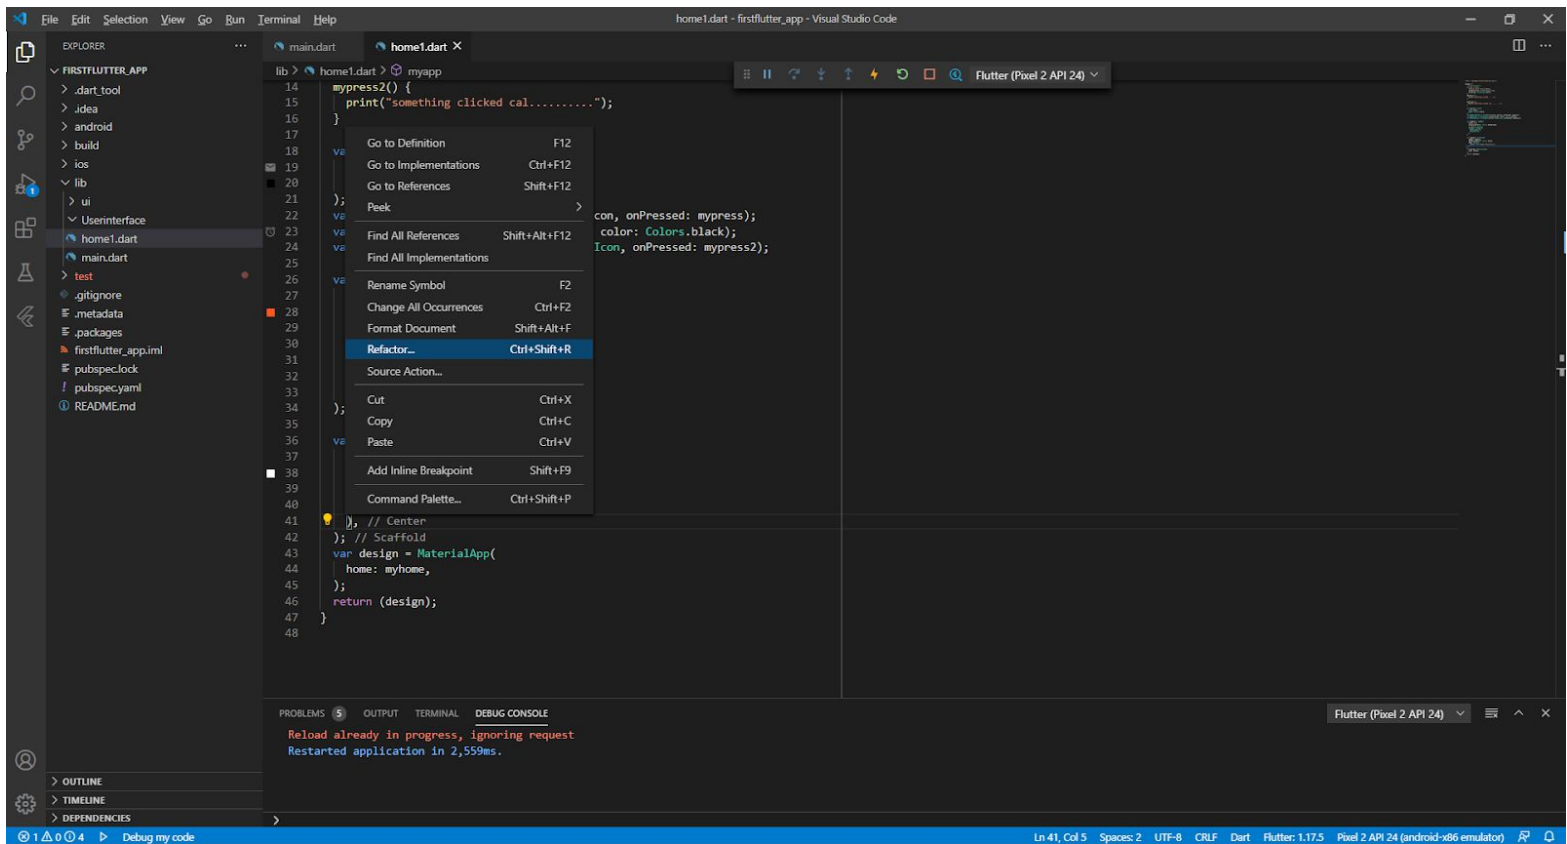 File Edit Selection View Go Run Terminal Help
home1.dart - firstflutter_app - Visual Studio Code
EXPLORER
FIRSTFLUTTER_APP
.dart_tool
.idea
android
build
ios
lib
ui
Userinterface
home1.dart
main.dart
test
.gitignore
.metadata
.packages
firstflutter_app.iml
pubspec.lock
pubspec.yaml
README.md
OUTLINE
TIMELINE
DEPENDENCIES
main.dart home1.dart
lib > home1.dart > myapp
Flutter (Pixel 2 API 24)
14 mypress2() {
15 print("something clicked cal..........");
16 }
17
18 va
19
20
21 );
22 va con, onPressed: mypress);
23 va color: Colors.black);
24 va Icon, onPressed: mypress2);
25
26 va
27
28
29
30
31
32
33
34 );
35
36 va
37
38
39
40
41 ), // Center
42 ); // Scaffold
43 var design = MaterialApp(
44 home: myhome,
45 );
46 return (design);
47 }
48
Go to Definition F12
Go to Implementations Ctrl+F12
Go to References Shift+F12
Peek
Find All References Shift+Alt+F12
Find All Implementations
Rename Symbol F2
Change All Occurrences Ctrl+F2
Format Document Shift+Alt+F
Refactor... Ctrl+Shift+R
Source Action...
Cut Ctrl+X
Copy Ctrl+C
Paste Ctrl+V
Add Inline Breakpoint Shift+F9
Command Palette... Ctrl+Shift+P
PROBLEMS 5 OUTPUT TERMINAL DEBUG CONSOLE
Flutter (Pixel 2 API 24)
Reload already in progress, ignoring request
Restarted application in 2,559ms.
1 0 4 Debug my code
Ln 41, Col 5 Spaces: 2 UTF-8 CRLF Dart Flutter: 1.17.5 Pixel 2 API 24 (android-x86 emulator)